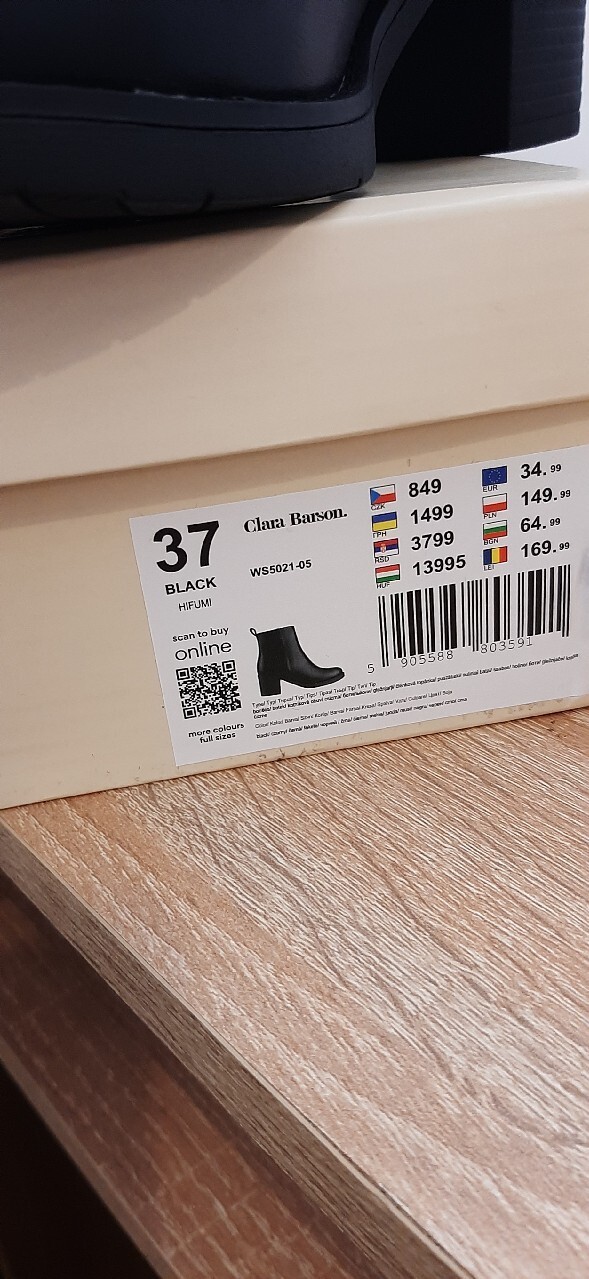 37
BLACK
HIFUMI
scan to buy
online
more colours
full sizes
Clara Barson.
WS5021-05
CZK 849
ГРН 1499
RSD 3799
HUF 13995
EUR 34.99
PLN 149.99
BGN 64.99
LEI 169.99
5 905588 803591